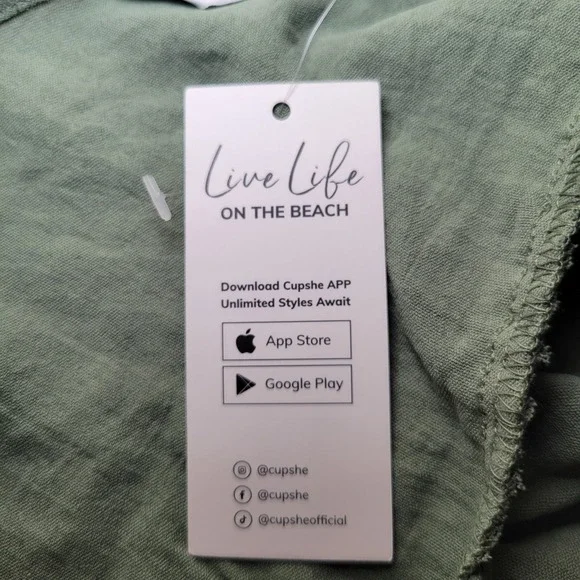 Live Life
ON THE BEACH
Download Cupshe APP
Unlimited Styles Await
App Store
Google Play
@cupshe
@cupshe
@cupsheofficial